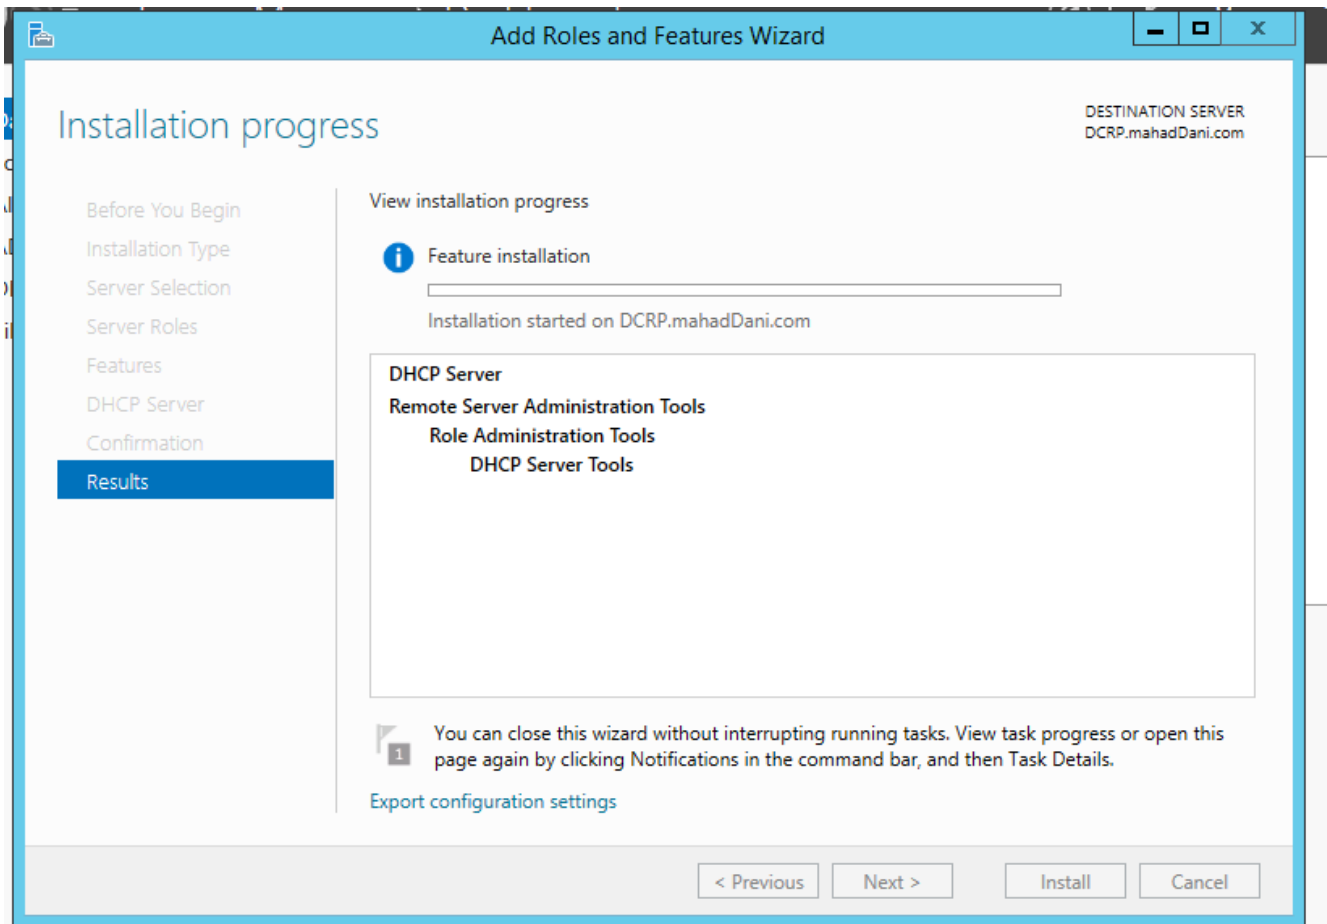 Add Roles and Features Wizard
Installation progress
DESTINATION SERVER
DCRP.mahadDani.com
Before You Begin
Installation Type
Server Selection
Server Roles
Features
DHCP Server
Confirmation
Results
View installation progress
Feature installation
Installation started on DCRP.mahadDani.com
DHCP Server
Remote Server Administration Tools
Role Administration Tools
DHCP Server Tools
1
You can close this wizard without interrupting running tasks. View task progress or open this
page again by clicking Notifications in the command bar, and then Task Details.
Export configuration settings
< Previous
Next >
Install
Cancel